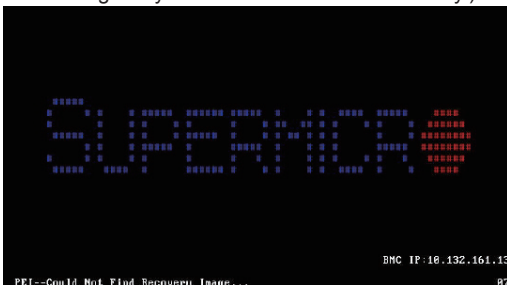 SUPERMICRO
BMC IP:10.132.161.13
PEI--Could Not Find Recovery Image...